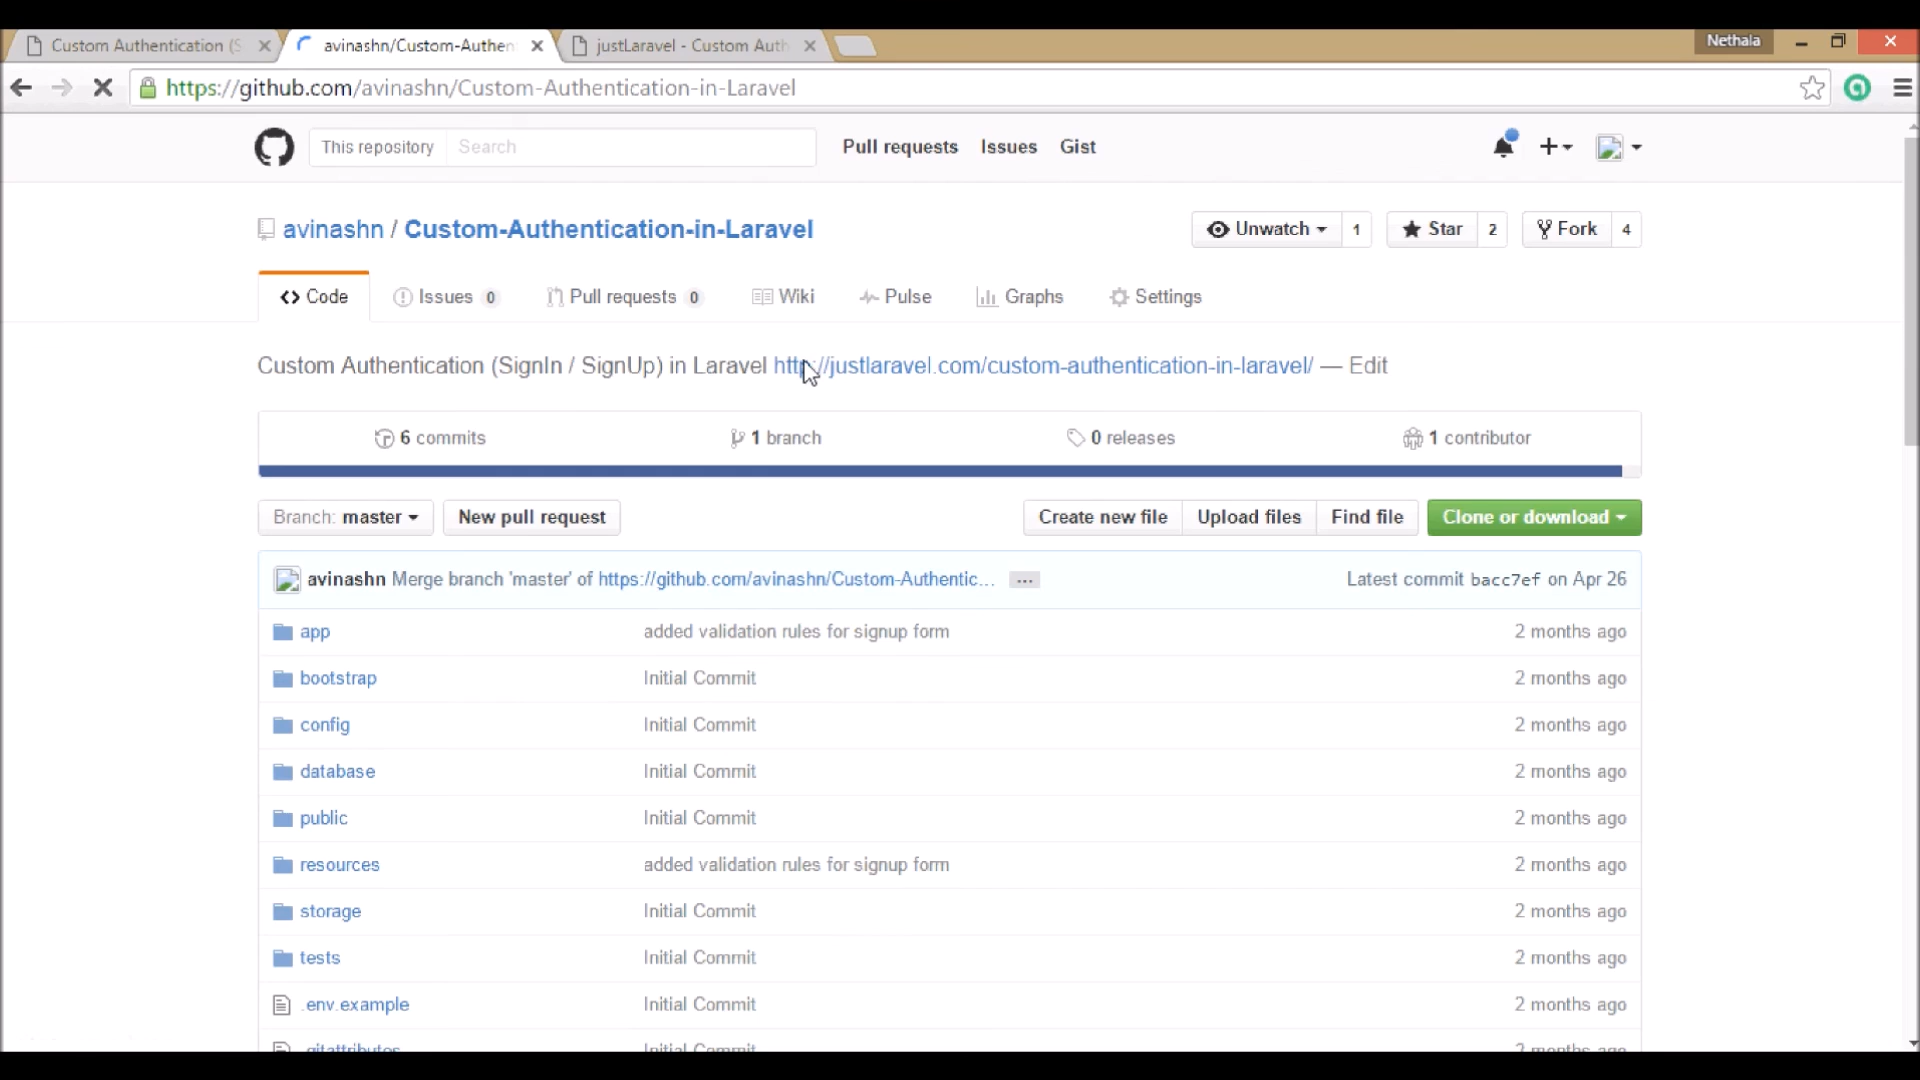 Custom Authentication (S
avinashn/Custom-Authen
justLaravel - Custom Auth
Nethala
https://github.com/avinashn/Custom-Authentication-in-Laravel
This repository Search Pull requests Issues Gist
avinashn / Custom-Authentication-in-Laravel
Unwatch 1 Star 2 Fork 4
Code Issues 0 Pull requests 0 Wiki Pulse Graphs Settings
Custom Authentication (SignIn / SignUp) in Laravel http://justlaravel.com/custom-authentication-in-laravel/ — Edit
6 commits 1 branch 0 releases 1 contributor
Branch: master New pull request Create new file Upload files Find file Clone or download
avinashn Merge branch 'master' of https://github.com/avinashn/Custom-Authentic... ... Latest commit bacc7ef on Apr 26
app added validation rules for signup form 2 months ago
bootstrap Initial Commit 2 months ago
config Initial Commit 2 months ago
database Initial Commit 2 months ago
public Initial Commit 2 months ago
resources added validation rules for signup form 2 months ago
storage Initial Commit 2 months ago
tests Initial Commit 2 months ago
.env.example Initial Commit 2 months ago
.gitattributes Initial Commit 2 months ago